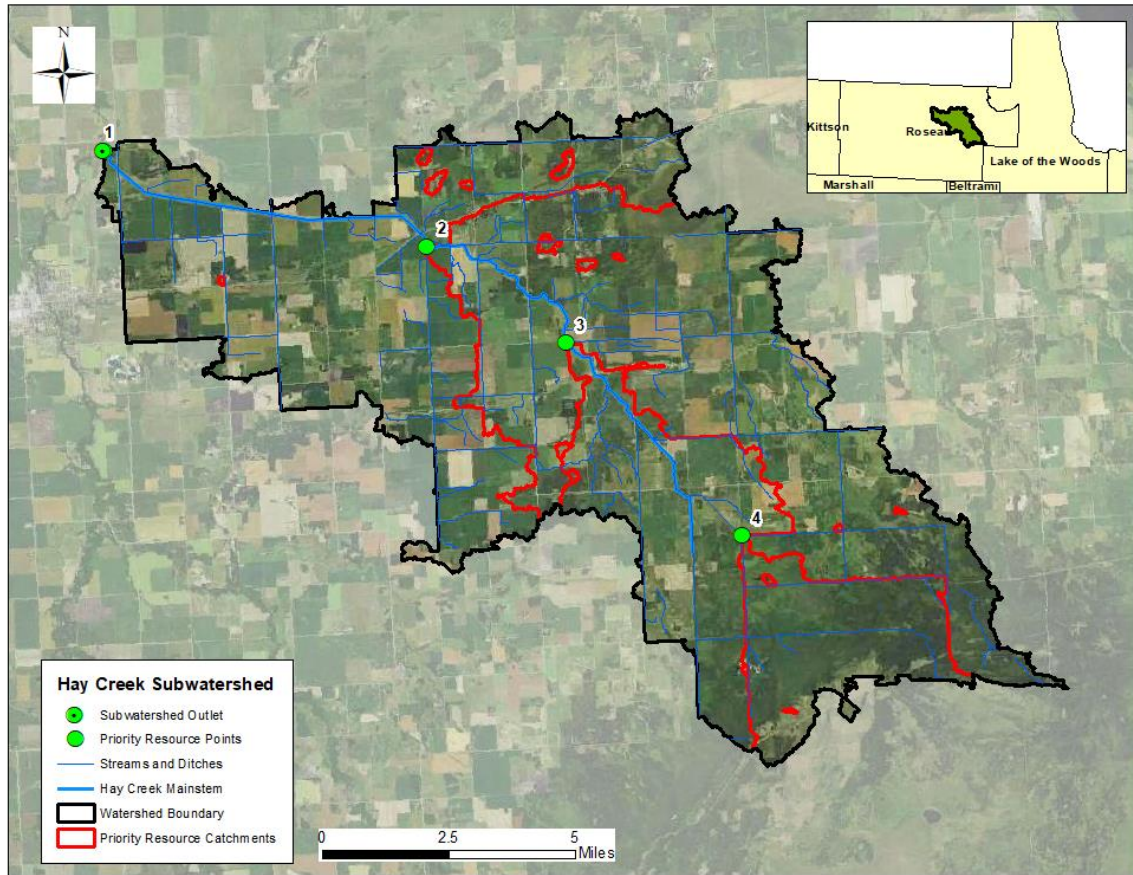 N
Kittson
Roseau
Lake of the Woods
Marshall
Beltrami
1
2
3
4
Hay Creek Subwatershed
Subwatershed Outlet
Priority Resource Points
Streams and Ditches
Hay Creek Mainstem
Watershed Boundary
Priority Resource Catchments
0 2.5 5
Miles